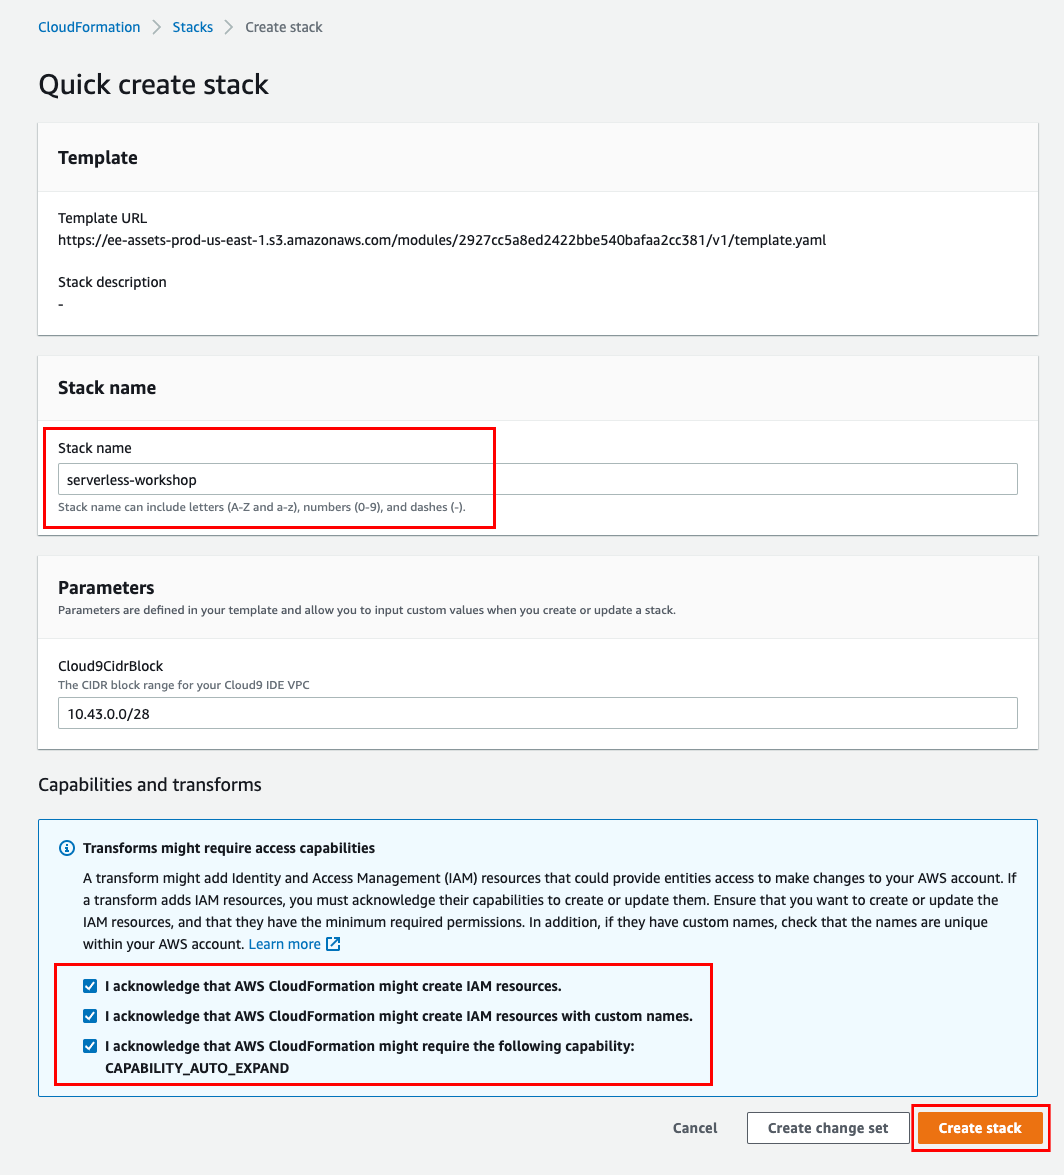 CloudFormation > Stacks > Create stack
Quick create stack
Template
Template URL
https://ee-assets-prod-us-east-1.s3.amazonaws.com/modules/2927cc5a8ed2422bbe540bafaa2cc381/v1/template.yaml
Stack description
-
Stack name
Stack name
serverless-workshop
Stack name can include letters (A-Z and a-z), numbers (0-9), and dashes (-).
Parameters
Parameters are defined in your template and allow you to input custom values when you create or update a stack.
Cloud9CidrBlock
The CIDR block range for your Cloud9 IDE VPC
10.43.0.0/28
Capabilities and transforms
Transforms might require access capabilities
A transform might add Identity and Access Management (IAM) resources that could provide entities access to make changes to your AWS account. If
a transform adds IAM resources, you must acknowledge their capabilities to create or update them. Ensure that you want to create or update the
IAM resources, and that they have the minimum required permissions. In addition, if they have custom names, check that the names are unique
within your AWS account. Learn more
I acknowledge that AWS CloudFormation might create IAM resources.
I acknowledge that AWS CloudFormation might create IAM resources with custom names.
I acknowledge that AWS CloudFormation might require the following capability:
CAPABILITY_AUTO_EXPAND
Cancel Create change set Create stack